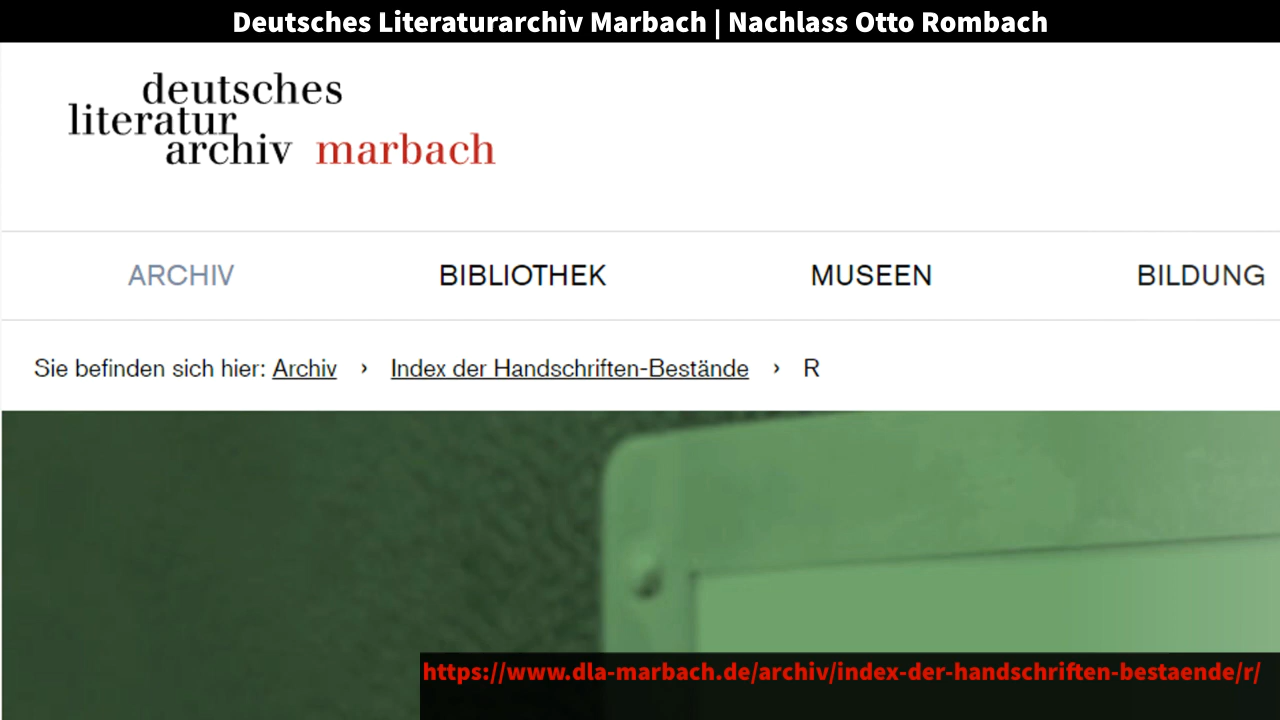 Deutsches Literaturarchiv Marbach | Nachlass Otto Rombach
deutsches
literatur
archiv marbach
ARCHIV BIBLIOTHEK MUSEEN BILDUNG
Sie befinden sich hier: Archiv › Index der Handschriften-Bestände › R
https://www.dla-marbach.de/archiv/index-der-handschriften-bestaende/r/